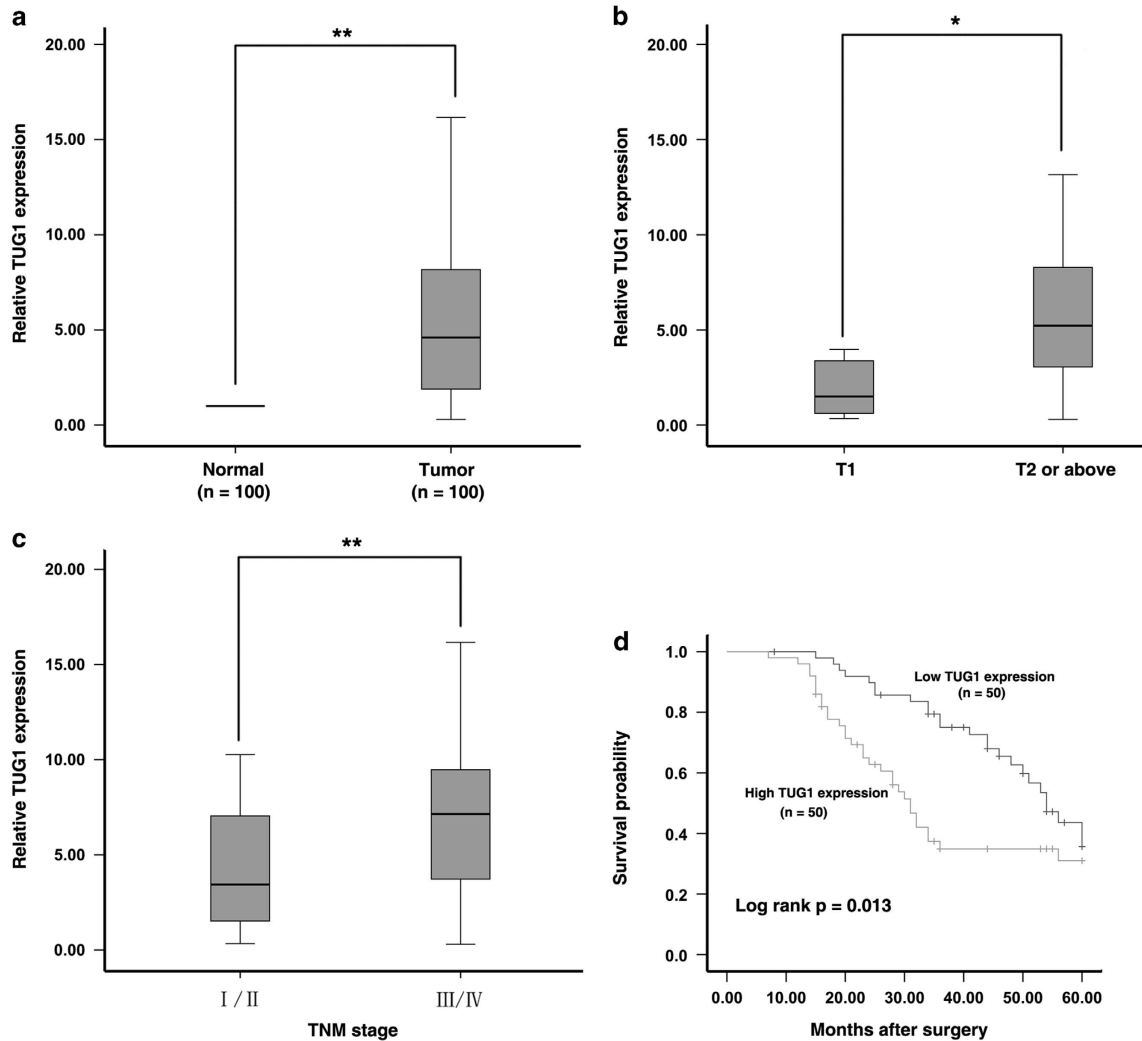 a
**
20.00
15.00
10.00
5.00
0.00
Relative TUG1 expression
Normal
(n = 100)
Tumor
(n = 100)
b
*
20.00
15.00
10.00
5.00
0.00
Relative TUG1 expression
T1
T2 or above
c
**
20.00
15.00
10.00
5.00
0.00
Relative TUG1 expression
I / II
III/IV
TNM stage
d
1.0
0.8
0.6
0.4
0.2
0.0
Survival proability
Low TUG1 expression
(n = 50)
High TUG1 expression
(n = 50)
Log rank p = 0.013
0.00 10.00 20.00 30.00 40.00 50.00 60.00
Months after surgery